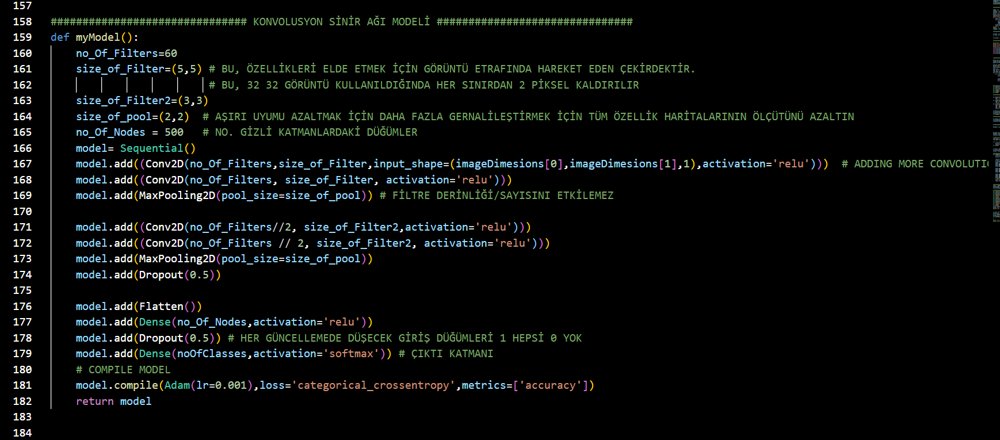 157
158 ############################### KONVOLUSYON SİNİR AĞI MODELİ ###############################
159 def myModel():
160     no_Of_Filters=60
161     size_of_Filter=(5,5) # BU, ÖZELLİKLERİ ELDE ETMEK İÇİN GÖRÜNTÜ ETRAFINDA HAREKET EDEN ÇEKİRDEKTİR.
162                          # BU, 32 32 GÖRÜNTÜ KULLANILDIĞINDA HER SINIRDAN 2 PİKSEL KALDIRILIR
163     size_of_Filter2=(3,3)
164     size_of_pool=(2,2)  # AŞIRI UYUMU AZALTMAK İÇİN DAHA FAZLA GERNALİLEŞTİRMEK İÇİN TÜM ÖZELLİK HARİTALARININ ÖLÇÜTÜNÜ AZALTIN
165     no_Of_Nodes = 500   # NO. GİZLİ KATMANLARDAKİ DÜĞÜMLER
166     model= Sequential()
167     model.add((Conv2D(no_Of_Filters,size_of_Filter,input_shape=(imageDimesions[0],imageDimesions[1],1),activation='relu')))  # ADDING MORE CONVOLUTI
168     model.add((Conv2D(no_Of_Filters, size_of_Filter, activation='relu')))
169     model.add(MaxPooling2D(pool_size=size_of_pool)) # FİLTRE DERİNLİĞİ/SAYISINI ETKİLEMEZ
170
171     model.add((Conv2D(no_Of_Filters//2, size_of_Filter2,activation='relu')))
172     model.add((Conv2D(no_Of_Filters // 2, size_of_Filter2, activation='relu')))
173     model.add(MaxPooling2D(pool_size=size_of_pool))
174     model.add(Dropout(0.5))
175
176     model.add(Flatten())
177     model.add(Dense(no_Of_Nodes,activation='relu'))
178     model.add(Dropout(0.5)) # HER GÜNCELLEMEDE DÜŞECEK GİRİŞ DÜĞÜMLERİ 1 HEPSİ 0 YOK
179     model.add(Dense(noOfClasses,activation='softmax')) # ÇIKTI KATMANI
180     # COMPILE MODEL
181     model.compile(Adam(lr=0.001),loss='categorical_crossentropy',metrics=['accuracy'])
182     return model
183
184